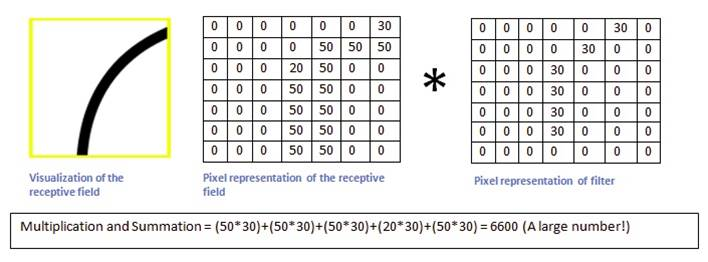 0 0 0 0 0 0 30
0 0 0 0 50 50 50
0 0 0 20 50 0 0
0 0 0 50 50 0 0
0 0 0 50 50 0 0
0 0 0 50 50 0 0
0 0 0 50 50 0 0
*
0 0 0 0 0 30 0
0 0 0 0 30 0 0
0 0 0 30 0 0 0
0 0 0 30 0 0 0
0 0 0 30 0 0 0
0 0 0 30 0 0 0
0 0 0 0 0 0 0
Visualization of the
receptive field
Pixel representation of the receptive
field
Pixel representation of filter
Multiplication and Summation = (50*30)+(50*30)+(50*30)+(20*30)+(50*30) = 6600 (A large number!)